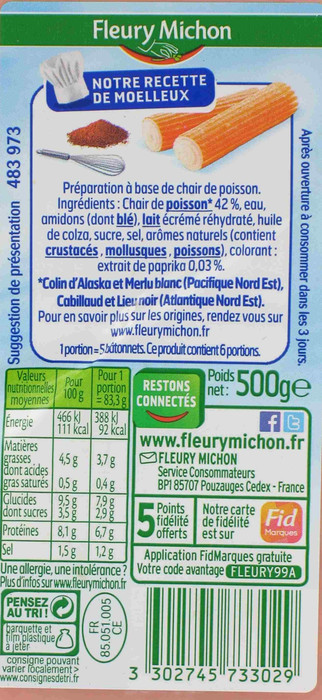 Fleury Michon
NOTRE RECETTE
DE MOELLEUX
Préparation à base de chair de poisson.
Ingrédients : Chair de poisson* 42 %, eau,
amidons (dont blé), lait écrémé réhydraté, huile
de colza, sucre, sel, arômes naturels (contient
crustacés, mollusques, poissons), colorant :
extrait de paprika 0,03 %.
*Colin d'Alaska et Merlu blanc (Pacifique Nord Est),
Cabillaud et Lieu noir (Atlantique Nord Est).
Pour en savoir plus sur les origines, rendez vous sur
www.fleurymichon.fr
1 portion = 5 bâtonnets. Ce produit contient 6 portions.
Suggestion de présentation 483 973
Après ouverture à consommer dans les 3 jours.
Valeurs nutritionnelles moyennes Pour 100 g Pour 1 portion = 83,3 g
Énergie 466 kJ 388 kJ
111 kcal 92 kcal
Matières
grasses 4,5 g 3,7 g
dont acides
gras saturés 0,5 g 0,4 g
Glucides 9,5 g 7,9 g
dont sucres 3,5 g 2,9 g
Protéines 8,1 g 6,7 g
Sel 1,5 g 1,2 g
Une allergie, une intolérance ?
Plus d'infos sur www.fleurymichon.fr
RESTONS
CONNECTÉS
Poids
net : 500g e
www.fleurymichon.fr
FLEURY MICHON
Service Consommateurs
BP1 85707 Pouzauges Cedex - France
5 Points
fidélité
offerts
Notre carte
de fidélité
est sur
Fid
Marques
Application FidMarques gratuite
Votre code avantage FLEURY99A
PENSEZ
AU TRI !
barquette et
film plastique
à jeter
consigne pouvant
varier localement >
www.consignesdetri.fr
FR
85.051.005
CE
3 302745 733029